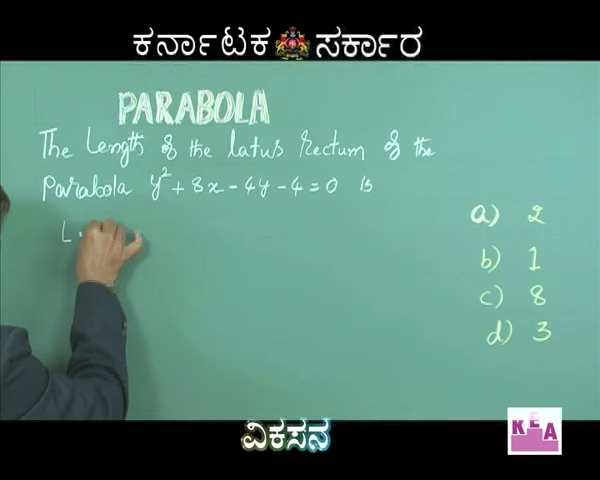 ಕರ್ನಾಟಕ ಸರ್ಕಾರ
PARABOLA
The Length of the latus rectum of the
Parabola y² + 8x - 4y - 4 = 0 is
a) 2
b) 1
c) 8
d) 3
L.
ವಿಕಸನ
KEA